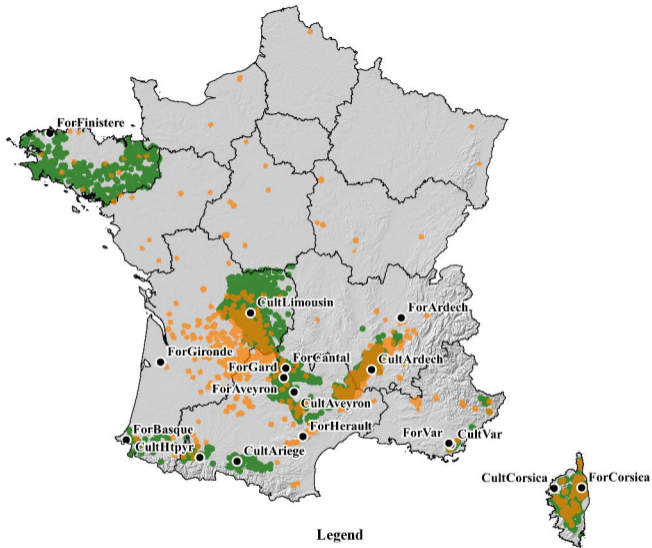 ForFinistere
CultLimousin
ForArdech
ForGironde
ForCantal
ForGard
CultArdech
ForAveyron
CultAveyron
ForBasque
ForHerault
ForVar
CultVar
CultHtpyr
CultAriege
CultCorsica
ForCorsica
Legend